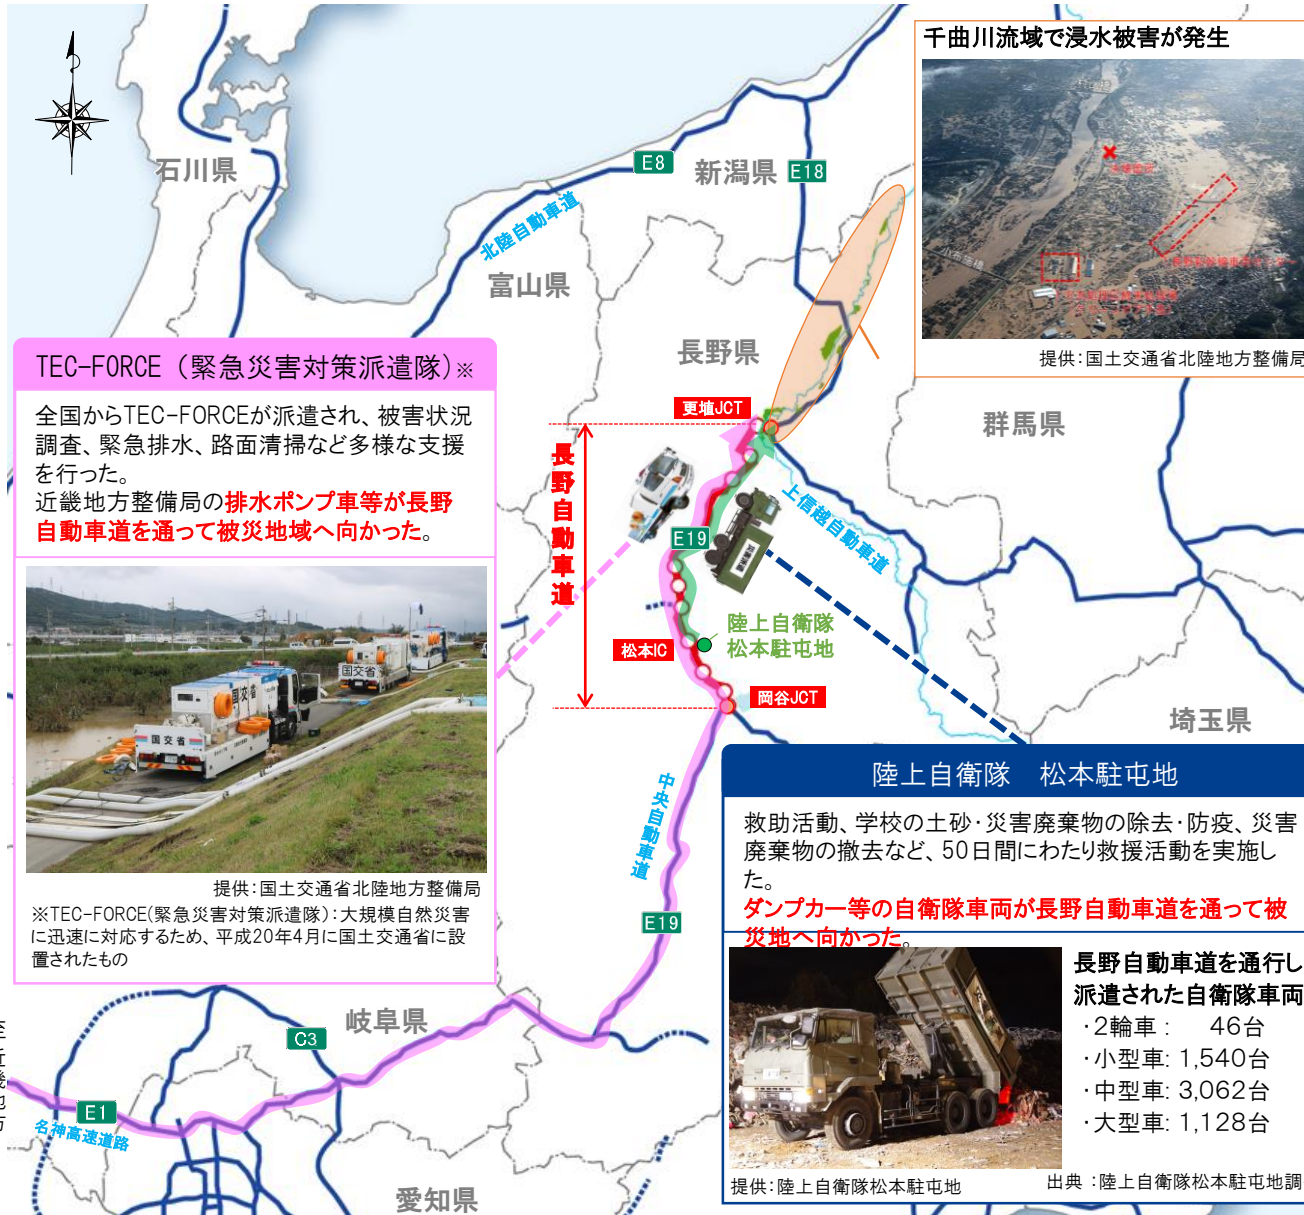 千曲川流域で浸水被害が発生
提供：国土交通省北陸地方整備局
石川県
E8
新潟県
E18
北陸自動車道
富山県
長野県
群馬県
TEC-FORCE（緊急災害対策派遣隊）※
全国からTEC-FORCEが派遣され、被害状況
調査、緊急排水、路面清掃など多様な支援
を行った。
近畿地方整備局の排水ポンプ車等が長野
自動車道を通って被災地域へ向かった。
国交省
国交省
国交省
提供：国土交通省北陸地方整備局
※TEC-FORCE(緊急災害対策派遣隊)：大規模自然災害
に迅速に対応するため、平成20年4月に国土交通省に設
置されたもの
更埴JCT
長野自動車道
E19
上信越自動車道
災害派遣
陸上自衛隊
松本駐屯地
松本IC
岡谷JCT
埼玉県
中央自動車道
E19
陸上自衛隊　松本駐屯地
救助活動、学校の土砂・災害廃棄物の除去・防疫、災害
廃棄物の撤去など、50日間にわたり救援活動を実施し
た。
ダンプカー等の自衛隊車両が長野自動車道を通って被
災地へ向かった。
長野自動車道を通行し
派遣された自衛隊車両
・2輪車：　46台
・小型車：1,540台
・中型車：3,062台
・大型車：1,128台
提供：陸上自衛隊松本駐屯地
出典：陸上自衛隊松本駐屯地調
岐阜県
C3
至 近畿地方
E1
名神高速道路
愛知県